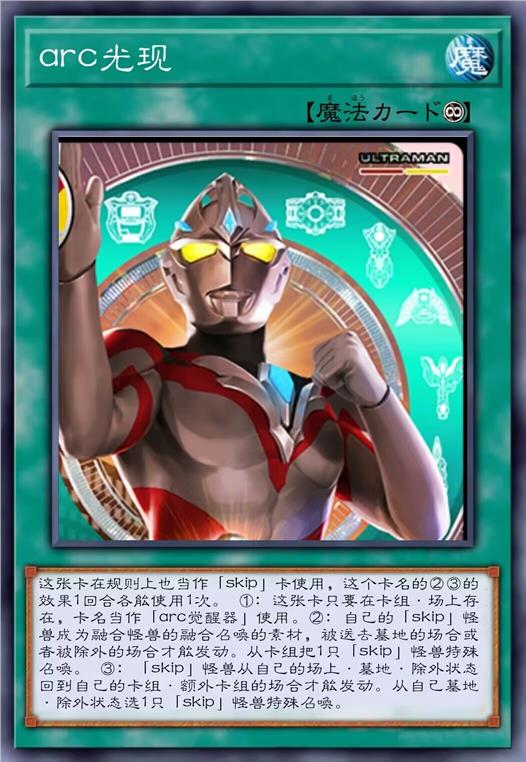 arc光现
魔
【魔法カード】
ま ほう
ULTRAMAN
这张卡在规则上也当作「skip」卡使用，这个卡名的②③的
效果1回合各能使用1次。 ①：这张卡只要在卡组·场上存
在，卡名当作「arc觉醒器」使用。②：自己的「skip」怪
兽成为融合怪兽的融合召唤的素材，被送去墓地的场合或
者被除外的场合才能发动。从卡组把1只「skip」怪兽特殊
召唤。 ③：「skip」怪兽从自己的场上·墓地·除外状态
回到自己的卡组·额外卡组的场合才能发动。从自己墓地
·除外状态选1只「skip」怪兽特殊召唤。